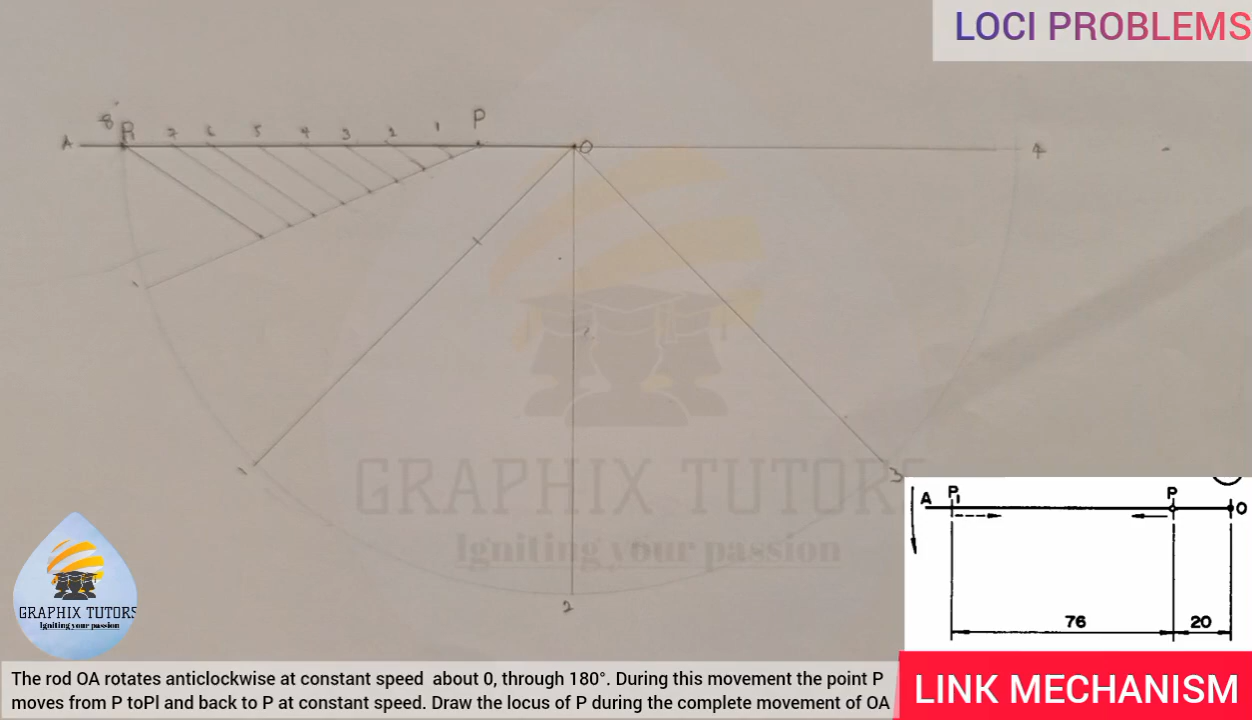 LOCI PROBLEMS
A 8 P₁ 7 6 5 4 3 2 1 P O 4
1
1
2
3
GRAPHIX TUTORS
Igniting your passion
A P₁ P O
76 20
GRAPHIX TUTORS
Igniting your passion
The rod OA rotates anticlockwise at constant speed about 0, through 180°. During this movement the point P
moves from P toPl and back to P at constant speed. Draw the locus of P during the complete movement of OA
LINK MECHANISM